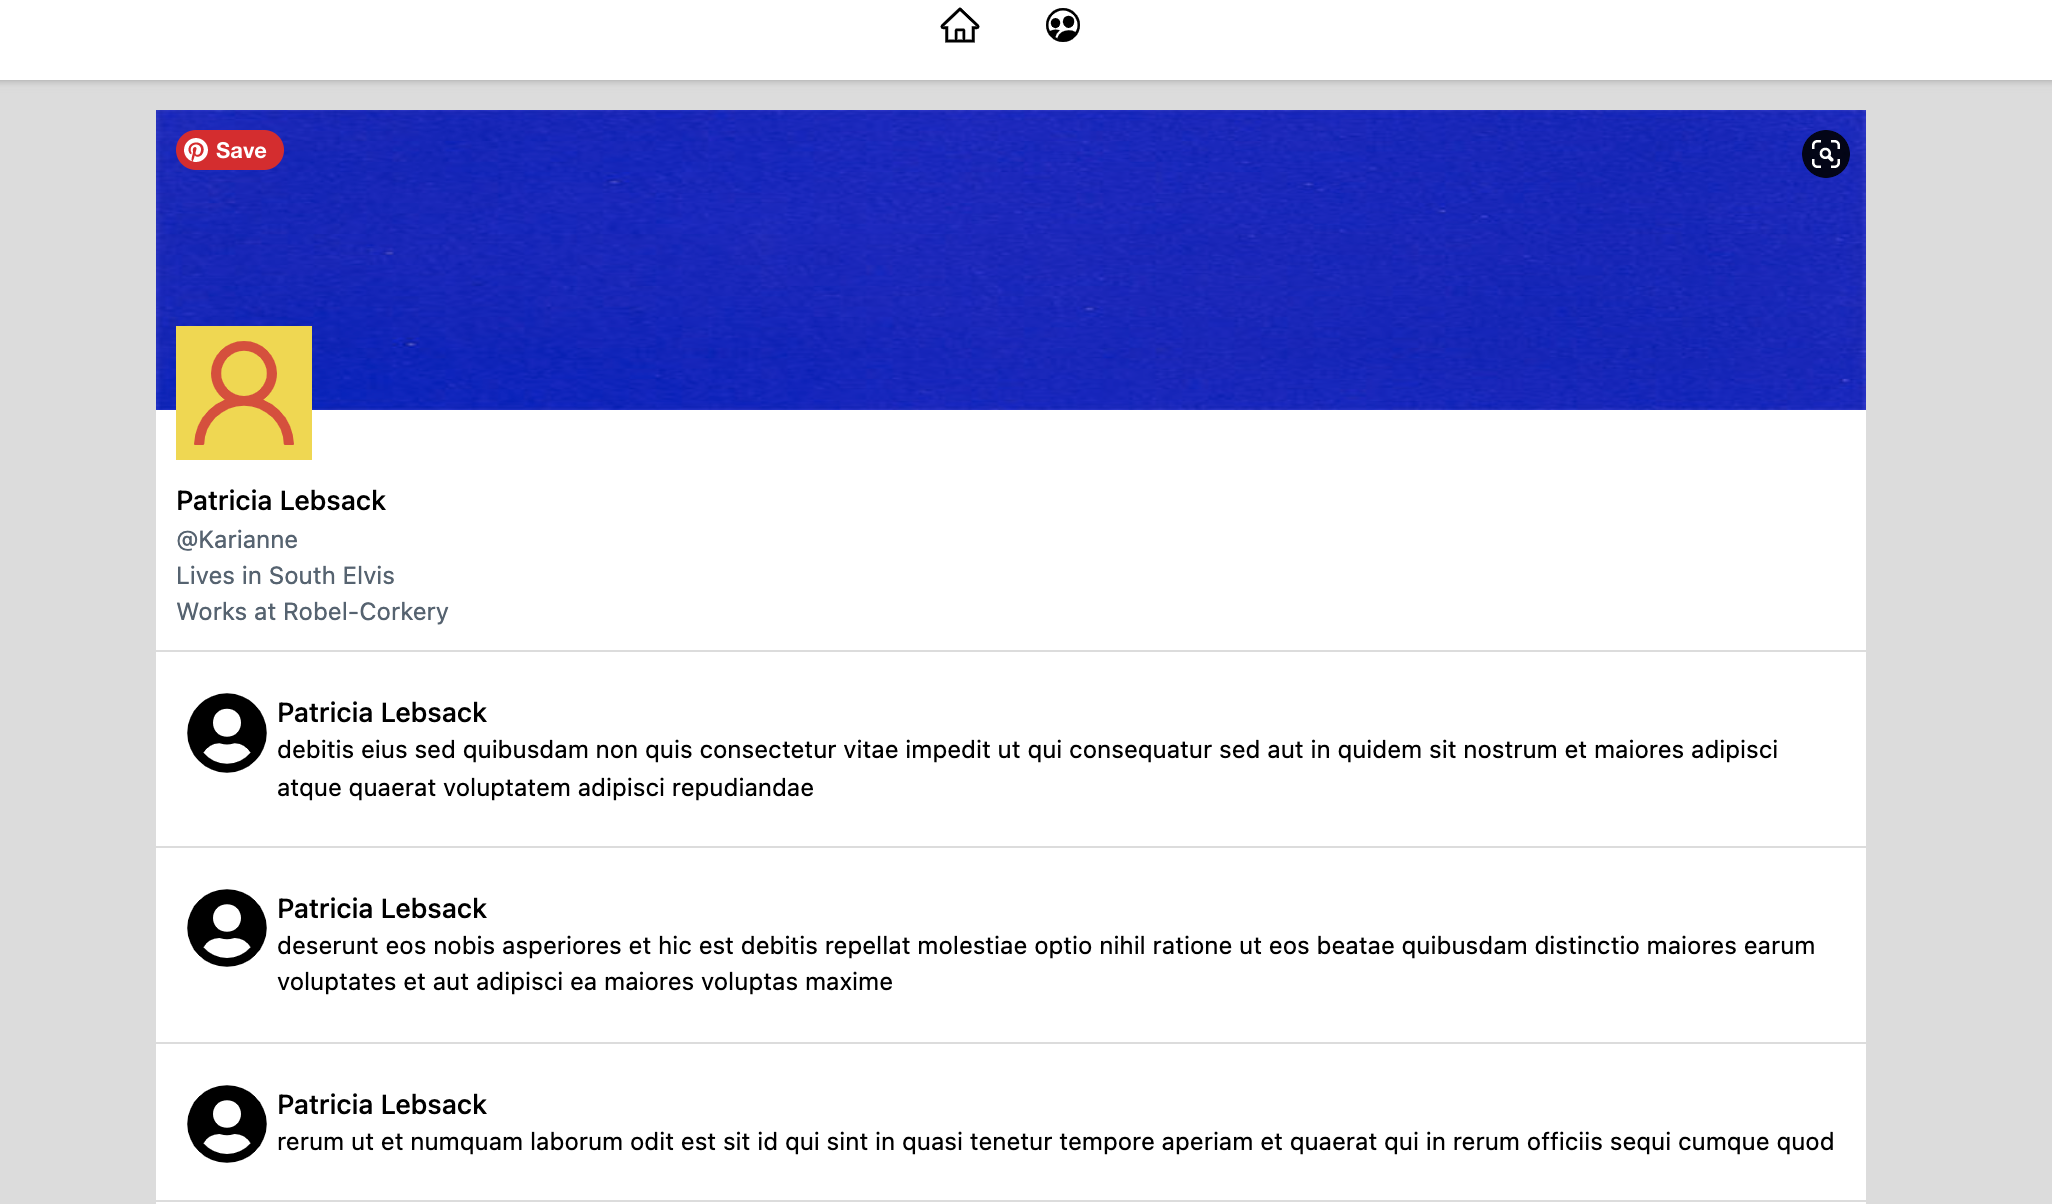 Save
Patricia Lebsack
@Karianne
Lives in South Elvis
Works at Robel-Corkery
Patricia Lebsack
debitis eius sed quibusdam non quis consectetur vitae impedit ut qui consequatur sed aut in quidem sit nostrum et maiores adipisci
atque quaerat voluptatem adipisci repudiandae
Patricia Lebsack
deserunt eos nobis asperiores et hic est debitis repellat molestiae optio nihil ratione ut eos beatae quibusdam distinctio maiores earum
voluptates et aut adipisci ea maiores voluptas maxime
Patricia Lebsack
rerum ut et numquam laborum odit est sit id qui sint in quasi tenetur tempore aperiam et quaerat qui in rerum officiis sequi cumque quod